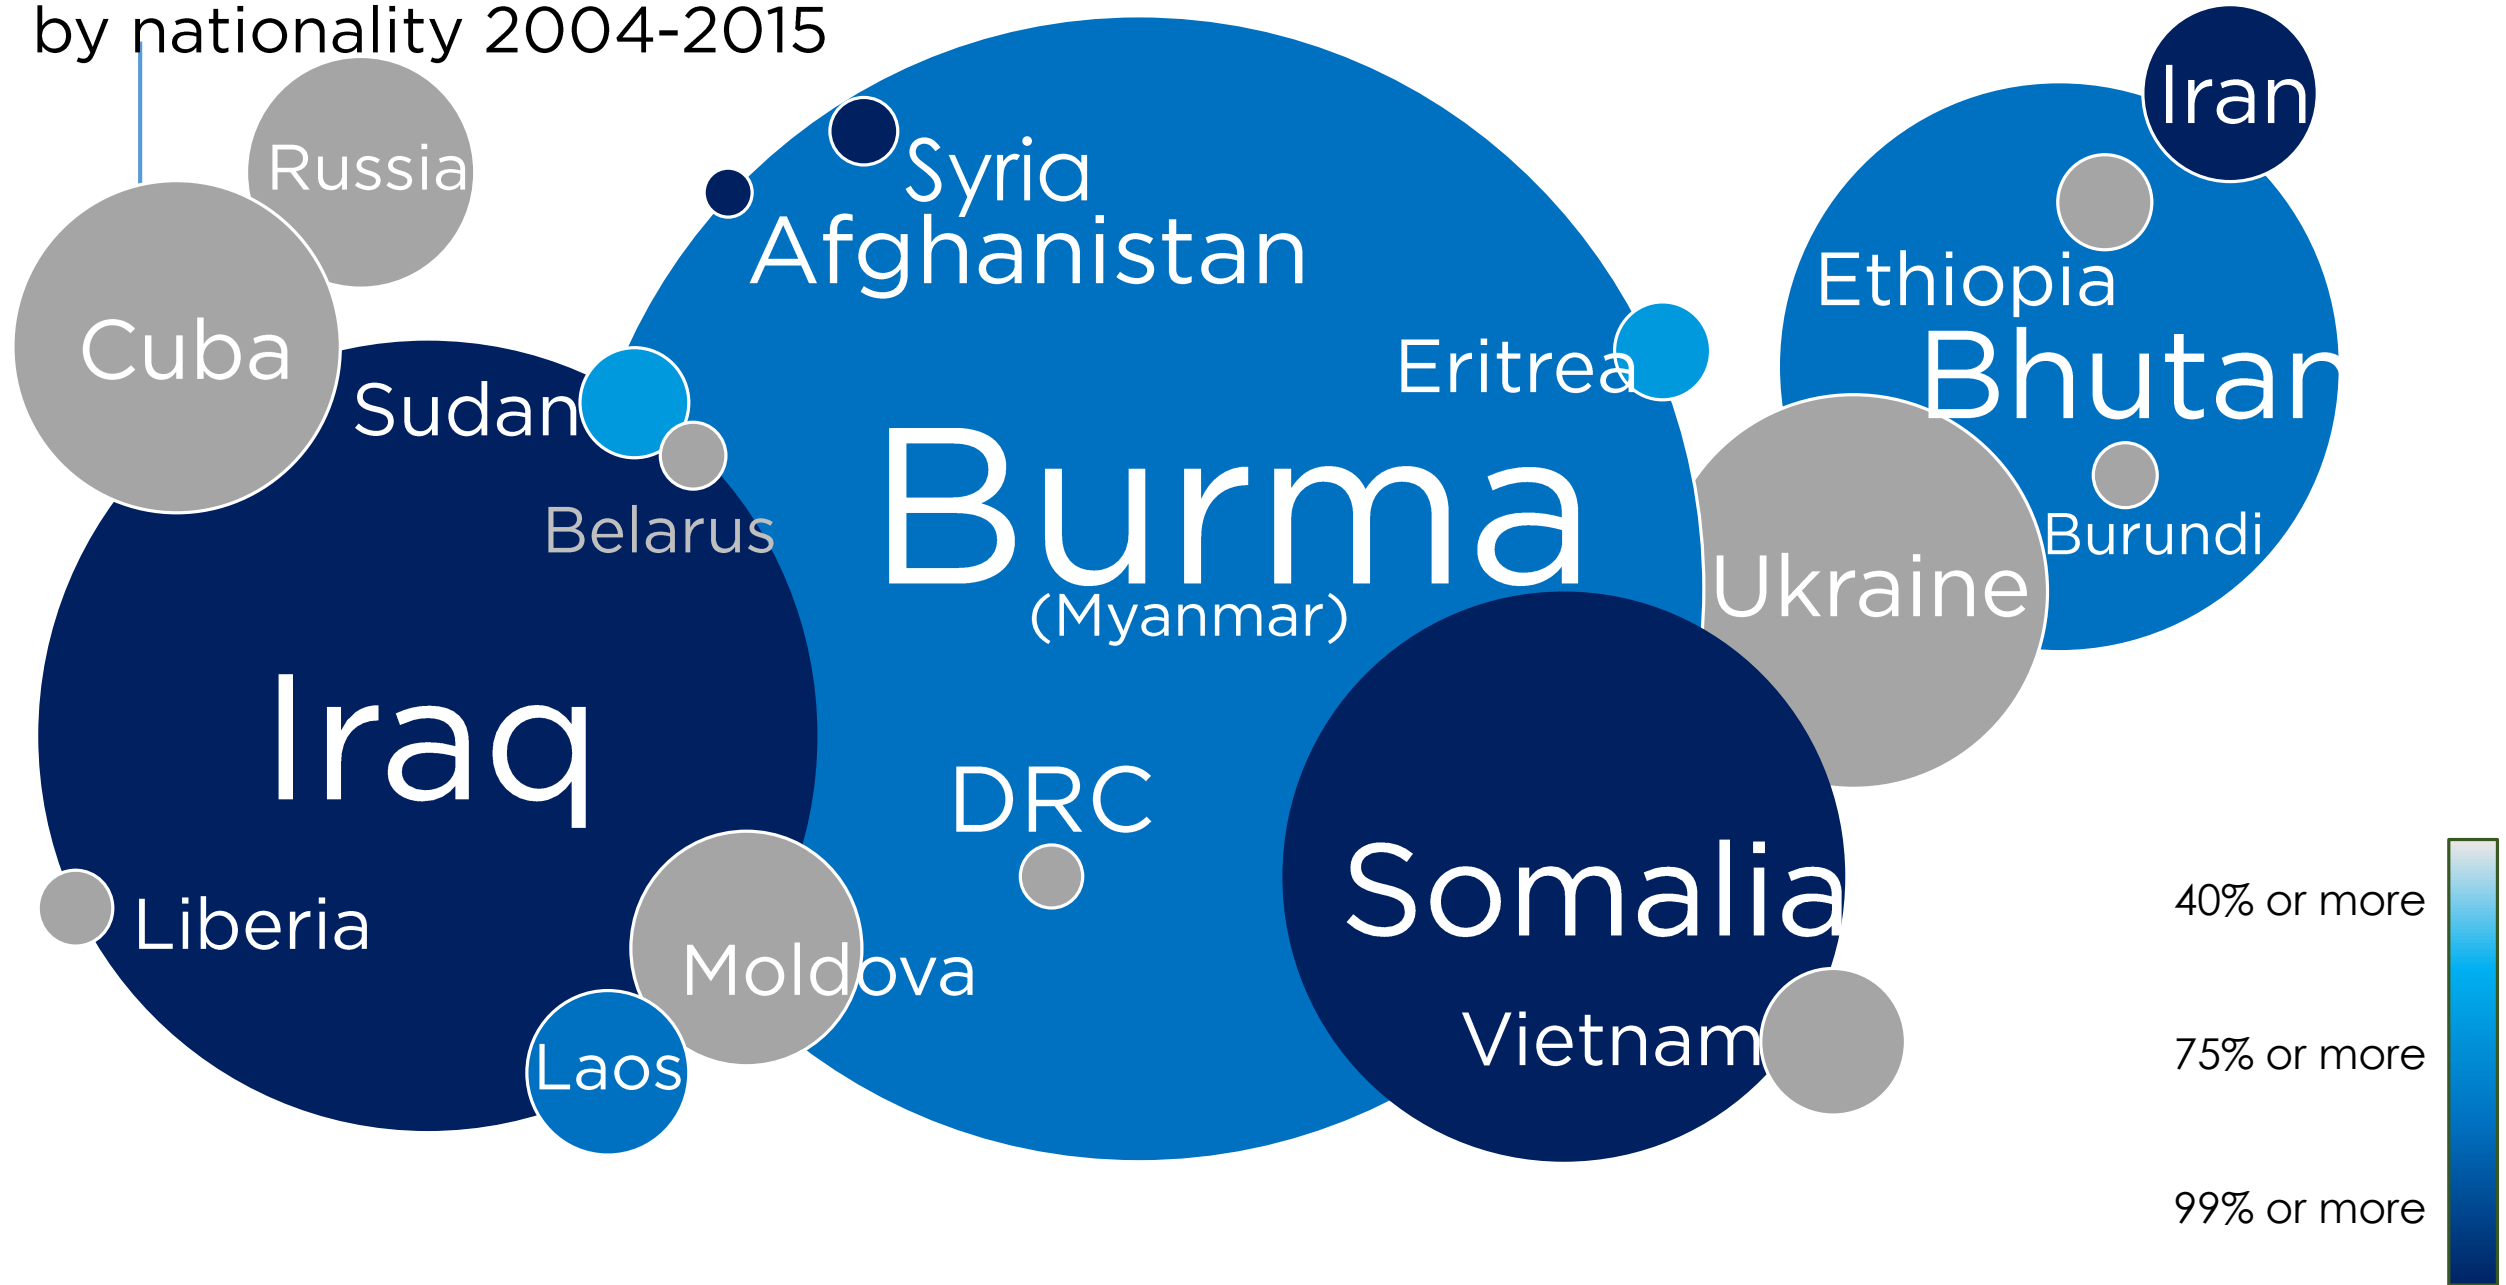 by nationality 2004-2015
Iran
Russia
Syria
Afghanistan
Ethiopia
Cuba
Eritrea
Bhutan
Sudan
Belarus
Burma
(Myanmar)
Burundi
Ukraine
Iraq
DRC
Somalia
Liberia
Moldova
Vietnam
Laos
40% or more
75% or more
99% or more